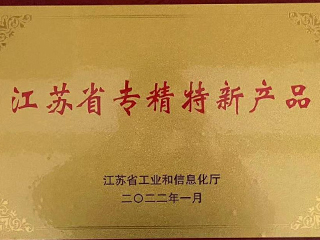 江苏省专精特新产品
江苏省工业和信息化厅
二〇二二年一月